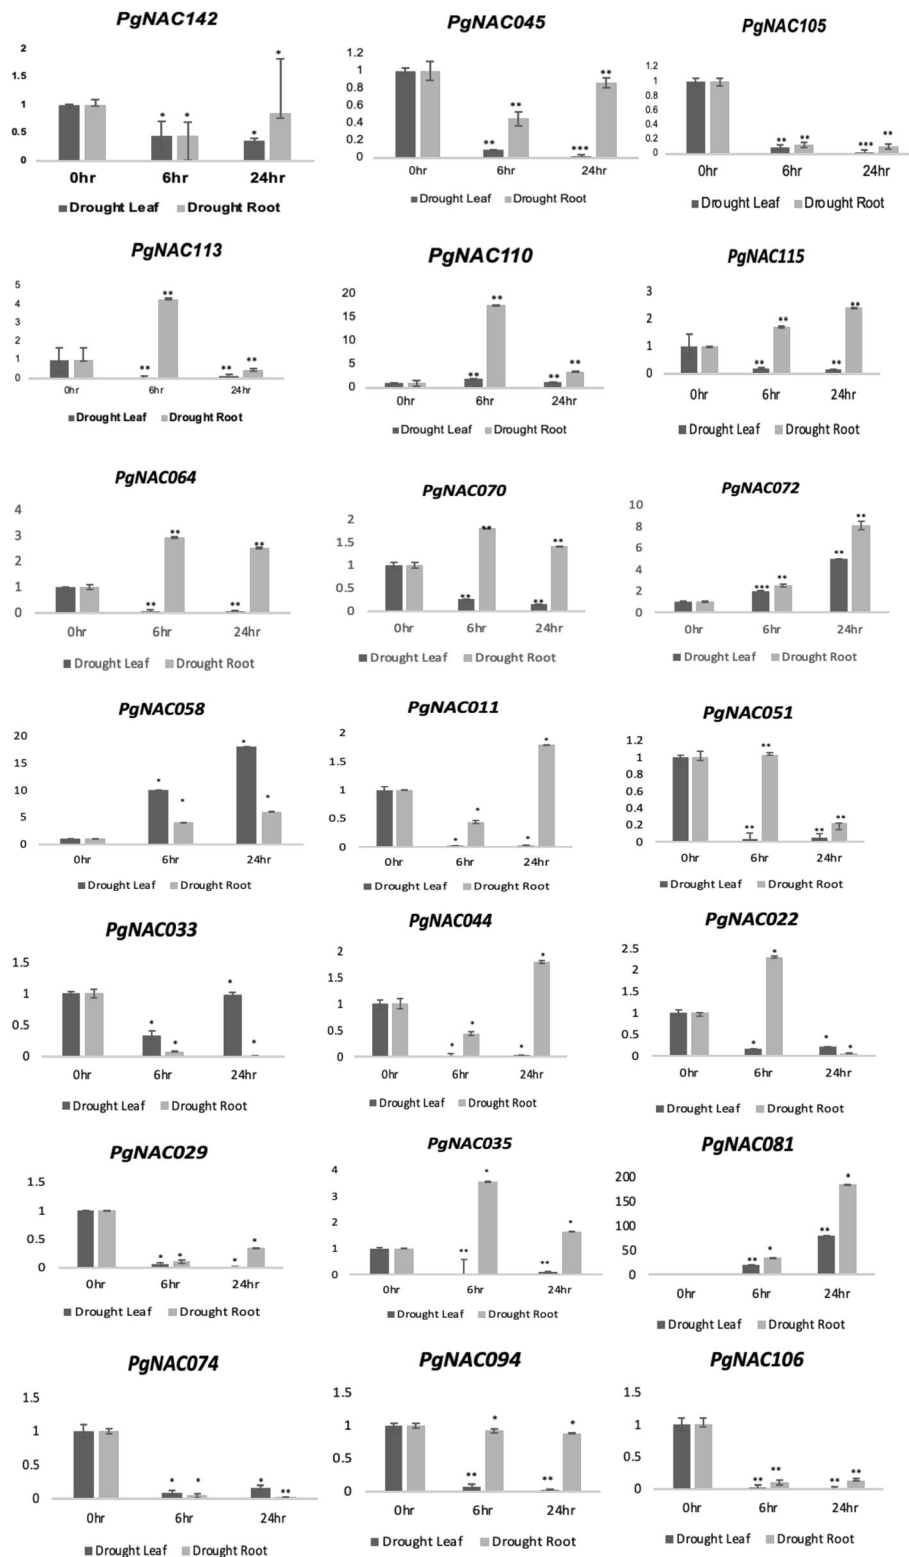 PgNAC142
2
1.5
1
0.5
0
* * * *
0hr 6hr 24hr
Drought Leaf Drought Root
PgNAC045
1.2
1
0.8
0.6
0.4
0.2
0
** ** *** **
0hr 6hr 24hr
Drought Leaf Drought Root
PgNAC105
1.2
1
0.8
0.6
0.4
0.2
0
** ** *** **
0hr 6hr 24hr
Drought Leaf Drought Root
PgNAC113
5
4
3
2
1
0
** ** ** **
0hr 6hr 24hr
Drought Leaf Drought Root
PgNAC110
20
15
10
5
0
** ** ** **
0hr 6hr 24hr
Drought Leaf Drought Root
PgNAC115
3
2
1
0
** ** ** **
0hr 6hr 24hr
Drought Leaf Drought Root
PgNAC064
4
3
2
1
0
** ** ** **
0hr 6hr 24hr
Drought Leaf Drought Root
PgNAC070
2
1.5
1
0.5
0
** ** ** **
0hr 6hr 24hr
Drought Leaf Drought Root
PgNAC072
10
8
6
4
2
0
*** ** ** **
0hr 6hr 24hr
Drought Leaf Drought Root
PgNAC058
20
15
10
5
0
* * * *
0hr 6hr 24hr
Drought Leaf Drought Root
PgNAC011
2
1.5
1
0.5
0
* * * *
0hr 6hr 24hr
Drought Leaf Drought Root
PgNAC051
1.2
1
0.8
0.6
0.4
0.2
0
** ** ** **
0hr 6hr 24hr
Drought Leaf Drought Root
PgNAC033
1.5
1
0.5
0
* * * *
0hr 6hr 24hr
Drought Leaf Drought Root
PgNAC044
2
1.5
1
0.5
0
* * * *
0hr 6hr 24hr
Drought Leaf Drought Root
PgNAC022
2.5
2
1.5
1
0.5
0
* * * *
0hr 6hr 24hr
Drought Leaf Drought Root
PgNAC029
1.5
1
0.5
0
* * * *
0hr 6hr 24hr
Drought Leaf Drought Root
PgNAC035
4
3
2
1
0
** * ** *
0hr 6hr 24hr
Drought Leaf Drought Root
PgNAC081
200
150
100
50
0
** * ** *
0hr 6hr 24hr
Drought Leaf Drought Root
PgNAC074
1.5
1
0.5
0
* * * **
0hr 6hr 24hr
Drought Leaf Drought Root
PgNAC094
1.5
1
0.5
0
** * ** *
0hr 6hr 24hr
Drought Leaf Drought Root
PgNAC106
1.5
1
0.5
0
** ** ** **
0hr 6hr 24hr
Drought Leaf Drought Root